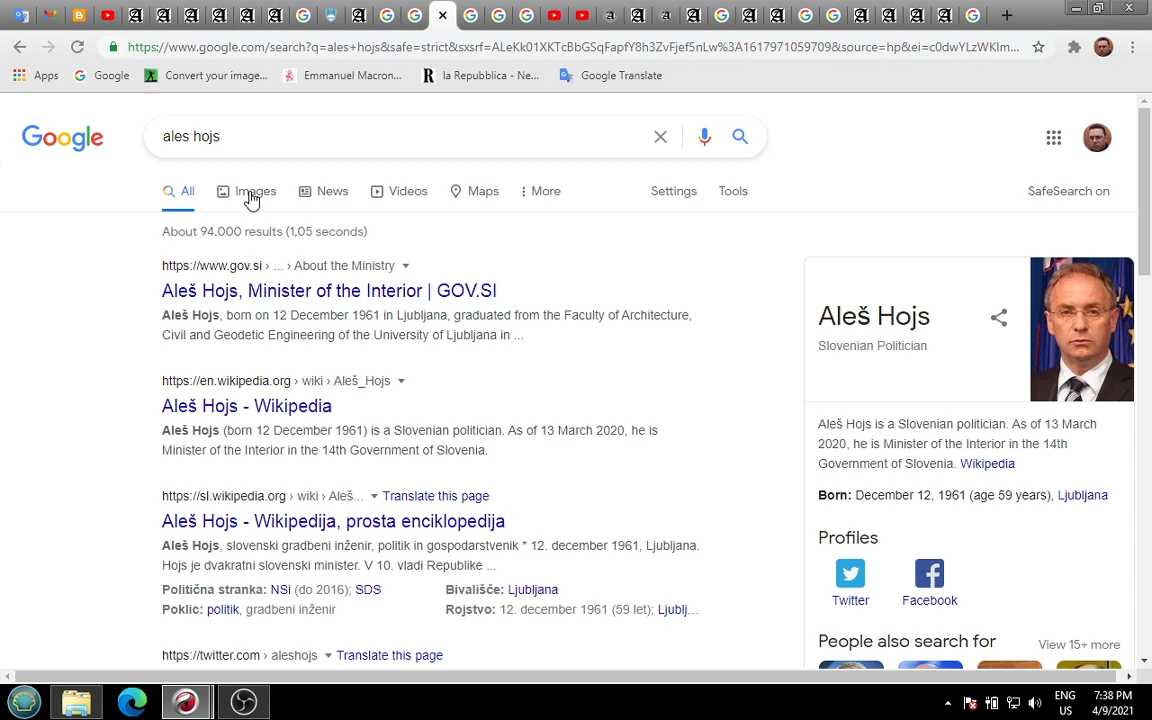 https://www.google.com/search?q=ales+hojs&safe=strict&sxsrf=ALeKk01XKTcBbGSqFapfY8h3ZvFjef5nLw%3A1617971059709&source=hp&ei=c0dwYLzWKIm...
Apps
Google
Convert your image...
Emmanuel Macron...
la Repubblica - Ne...
Google Translate
Google
ales hojs
All
Images
News
Videos
Maps
More
Settings
Tools
SafeSearch on
About 94.000 results (1,05 seconds)
https://www.gov.si › ... › About the Ministry
Aleš Hojs, Minister of the Interior | GOV.SI
Aleš Hojs, born on 12 December 1961 in Ljubljana, graduated from the Faculty of Architecture,
Civil and Geodetic Engineering of the University of Ljubljana in ...
https://en.wikipedia.org › wiki › Aleš_Hojs
Aleš Hojs - Wikipedia
Aleš Hojs (born 12 December 1961) is a Slovenian politician. As of 13 March 2020, he is
Minister of the Interior in the 14th Government of Slovenia.
https://sl.wikipedia.org › wiki › Aleš... Translate this page
Aleš Hojs - Wikipedija, prosta enciklopedija
Aleš Hojs, slovenski gradbeni inženir, politik in gospodarstvenik * 12. december 1961, Ljubljana.
Hojs je dvakratni slovenski minister. V 10. vladi Republike ...
Politična stranka: NSi (do 2016); SDS
Bivališče: Ljubljana
Poklic: politik, gradbeni inženir
Rojstvo: 12. december 1961 (59 let); Ljublj...
https://twitter.com › aleshojs Translate this page
Aleš Hojs
Slovenian Politician
Aleš Hojs is a Slovenian politician. As of 13 March
2020, he is Minister of the Interior in the 14th
Government of Slovenia. Wikipedia
Born: December 12, 1961 (age 59 years), Ljubljana
Profiles
Twitter
Facebook
People also search for
View 15+ more
ENG
US
7:38 PM
4/9/2021